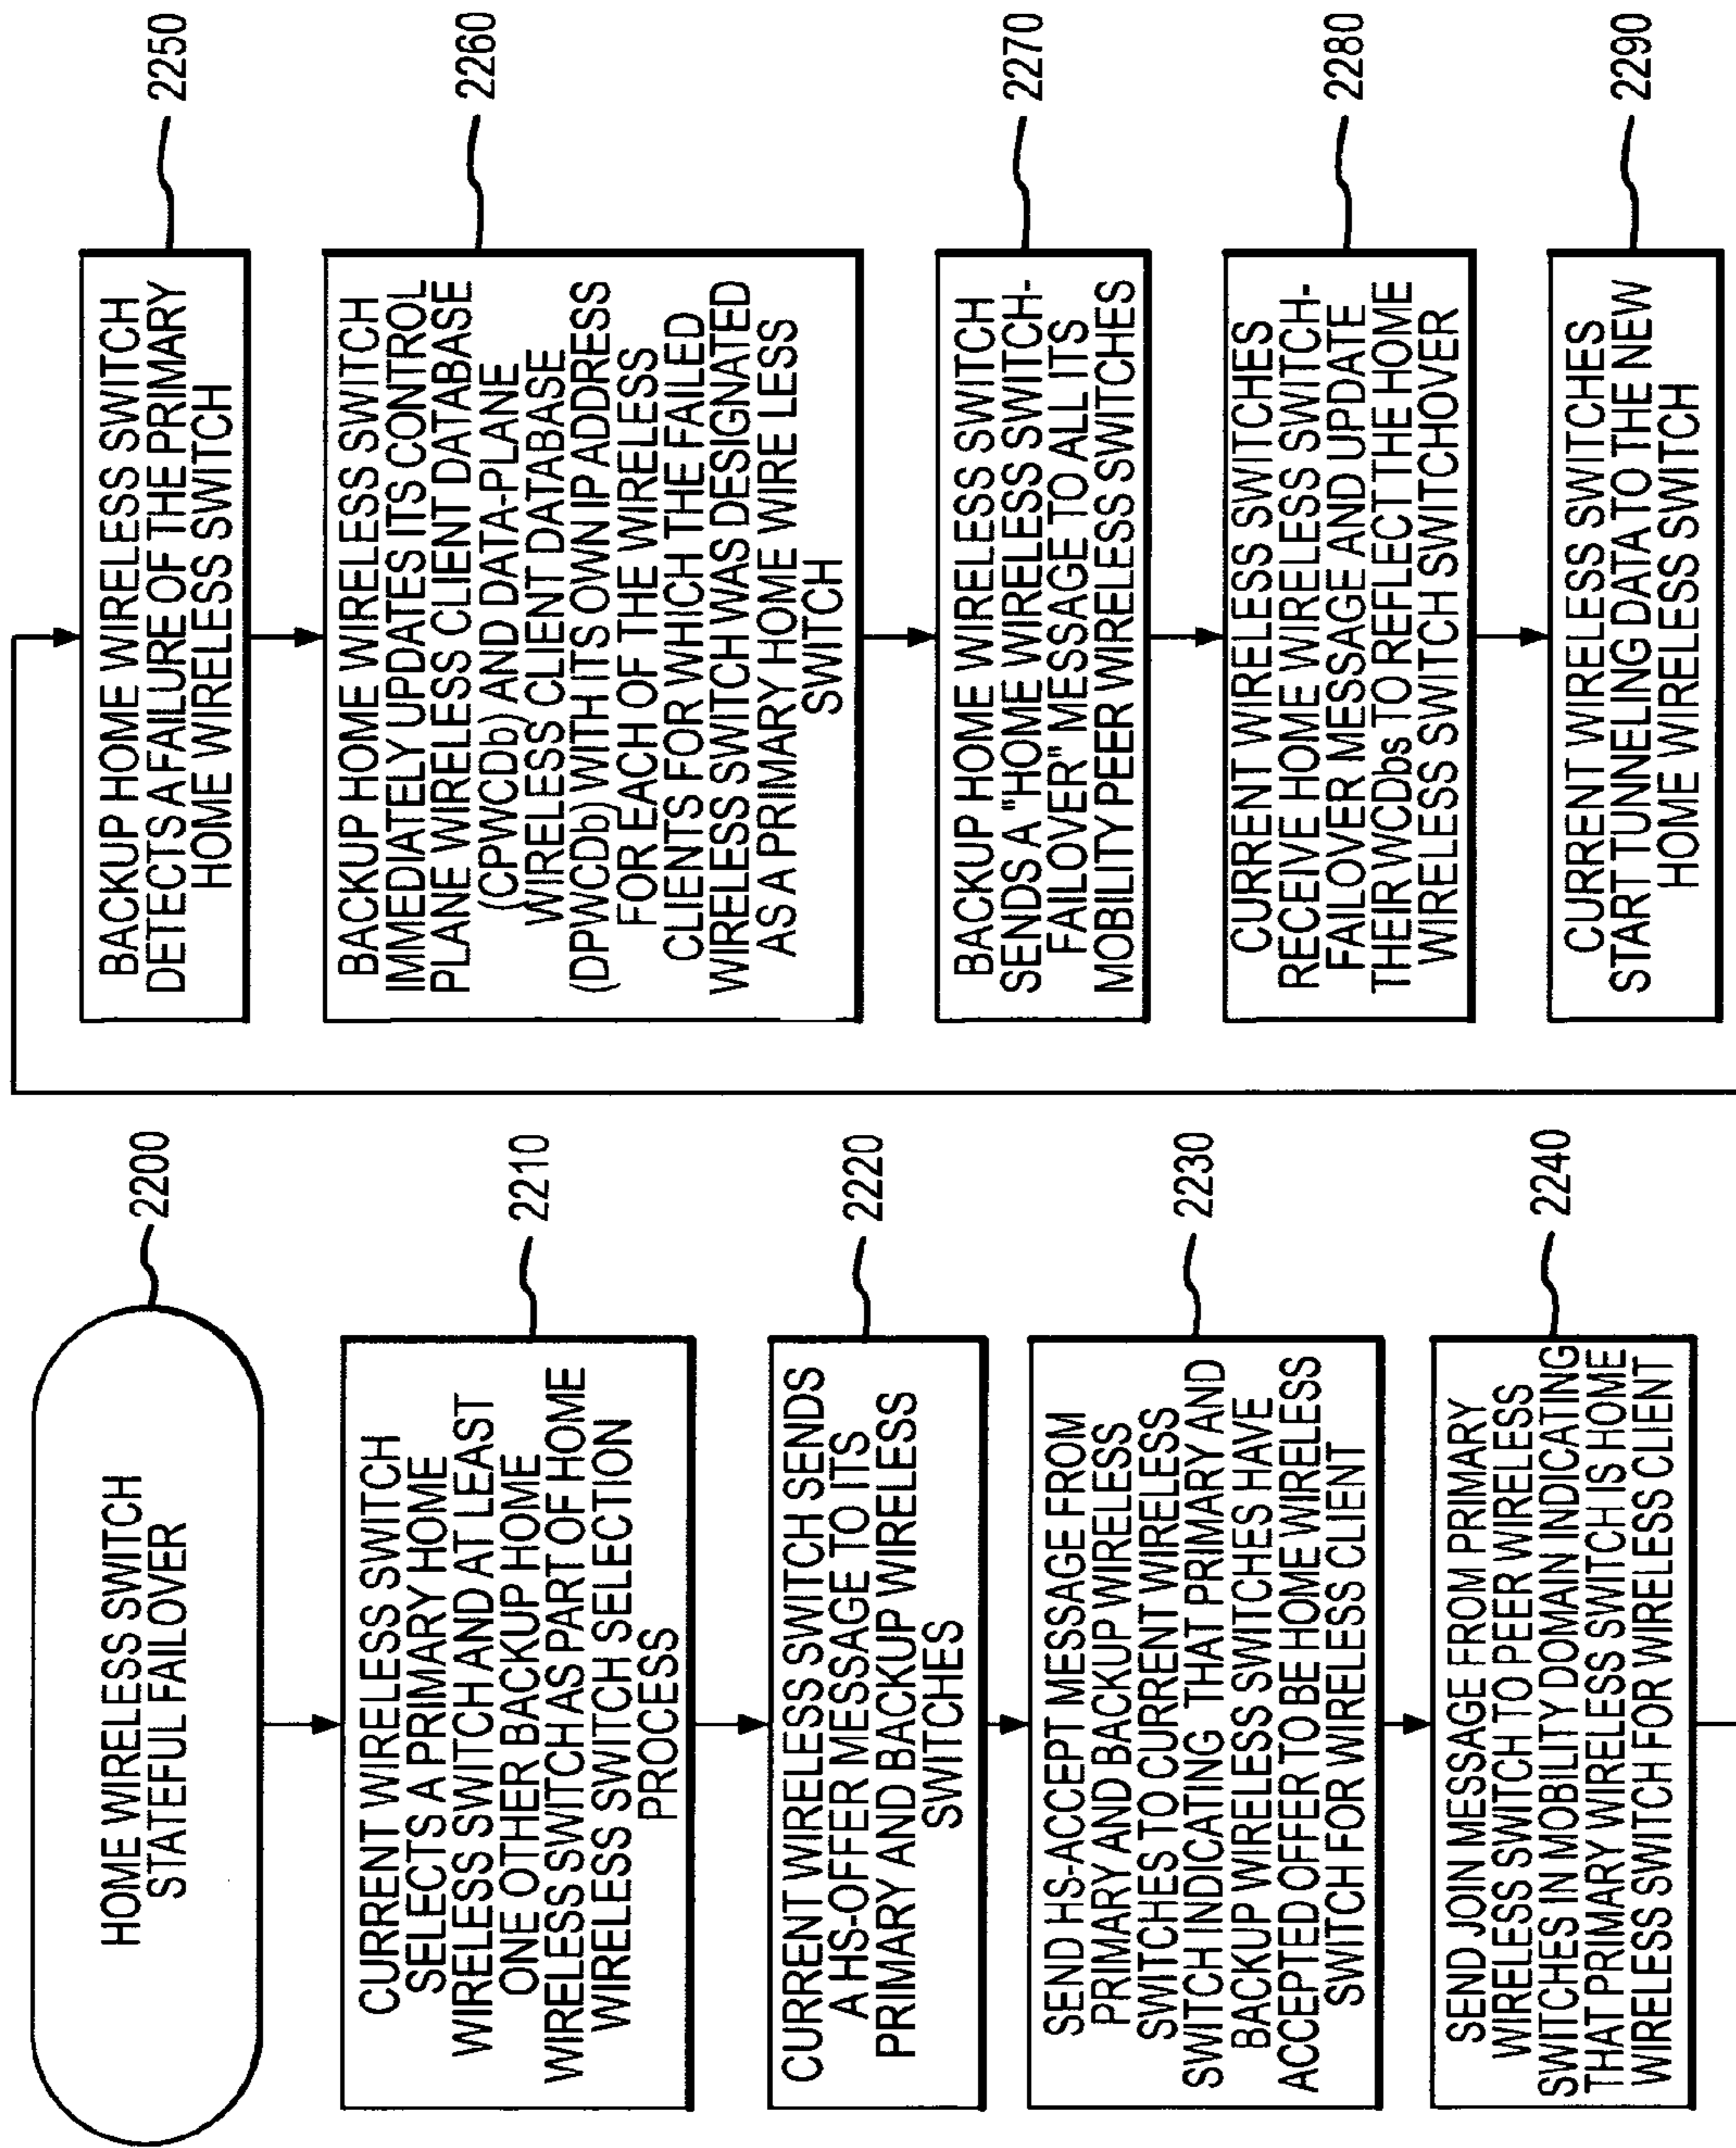 HOME WIRELESS SWITCH
STATEFUL FAILOVER
2200
CURRENT WIRELESS SWITCH
SELECTS A PRIMARY HOME
WIRELESS SWITCH AND AT LEAST
ONE OTHER BACKUP HOME
WIRELESS SWITCH AS PART OF HOME
WIRELESS SWITCH SELECTION
PROCESS
2210
CURRENT WIRELESS SWITCH SENDS
A HS-OFFER MESSAGE TO ITS
PRIMARY AND BACKUP WIRELESS
SWITCHES
2220
SEND HS-ACCEPT MESSAGE FROM
PRIMARY AND BACKUP WIRELESS
SWITCHES TO CURRENT WIRELESS
SWITCH INDICATING THAT PRIMARY AND
BACKUP WIRELESS SWITCHES HAVE
ACCEPTED OFFER TO BE HOME WIRELESS
SWITCH FOR WIRELESS CLIENT
2230
SEND JOIN MESSAGE FROM PRIMARY
WIRELESS SWITCH TO PEER WIRELESS
SWITCHES IN MOBILITY DOMAIN INDICATING
THAT PRIMARY WIRELESS SWITCH IS HOME
WIRELESS SWITCH FOR WIRELESS CLIENT
2240
BACKUP HOME WIRELESS SWITCH
DETECTS A FAILURE OF THE PRIMARY
HOME WIRELESS SWITCH
2250
BACKUP HOME WIRELESS SWITCH
IMMEDIATELY UPDATES ITS CONTROL
PLANE WIRELESS CLIENT DATABASE
(CPWCDb) AND DATA-PLANE
WIRELESS CLIENT DATABASE
(DPWCDb) WITH ITS OWN IP ADDRESS
FOR EACH OF THE WIRELESS
CLIENTS FOR WHICH THE FAILED
WIRELESS SWITCH WAS DESIGNATED
AS A PRIMARY HOME WIRE LESS
SWITCH
2260
BACKUP HOME WIRELESS SWITCH
SENDS A "HOME WIRELESS SWITCH-
FAILOVER" MESSAGE TO ALL ITS
MOBILITY PEER WIRELESS SWITCHES
2270
CURRENT WIRELESS SWITCHES
RECEIVE HOME WIRELESS SWITCH-
FAILOVER MESSAGE AND UPDATE
THEIR WCDbs TO REFLECT THE HOME
WIRELESS SWITCH SWITCHOVER
2280
CURRENT WIRELESS SWITCHES
START TUNNELING DATA TO THE NEW
HOME WIRELESS SWITCH
2290